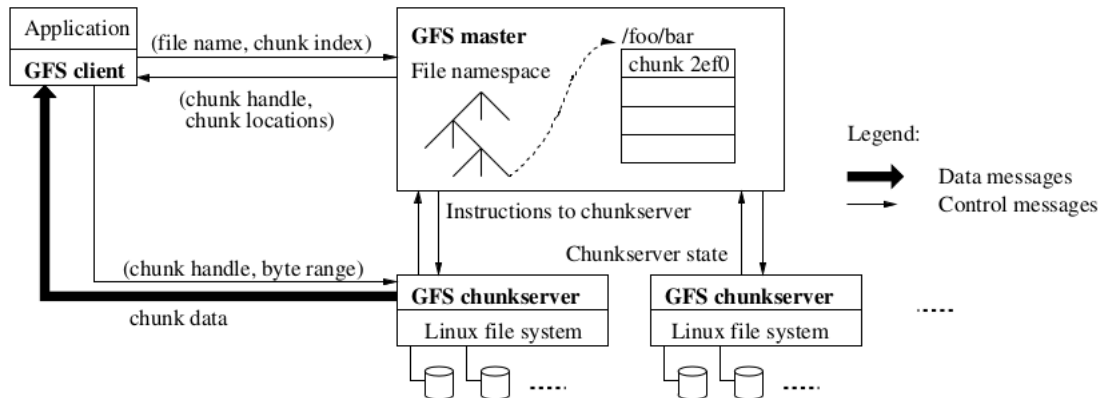 Application
GFS client
(file name, chunk index)
(chunk handle,
chunk locations)
GFS master
File namespace
/foo/bar
chunk 2ef0
Legend:
Data messages
Control messages
Instructions to chunkserver
Chunkserver state
(chunk handle, byte range)
chunk data
GFS chunkserver
Linux file system
GFS chunkserver
Linux file system